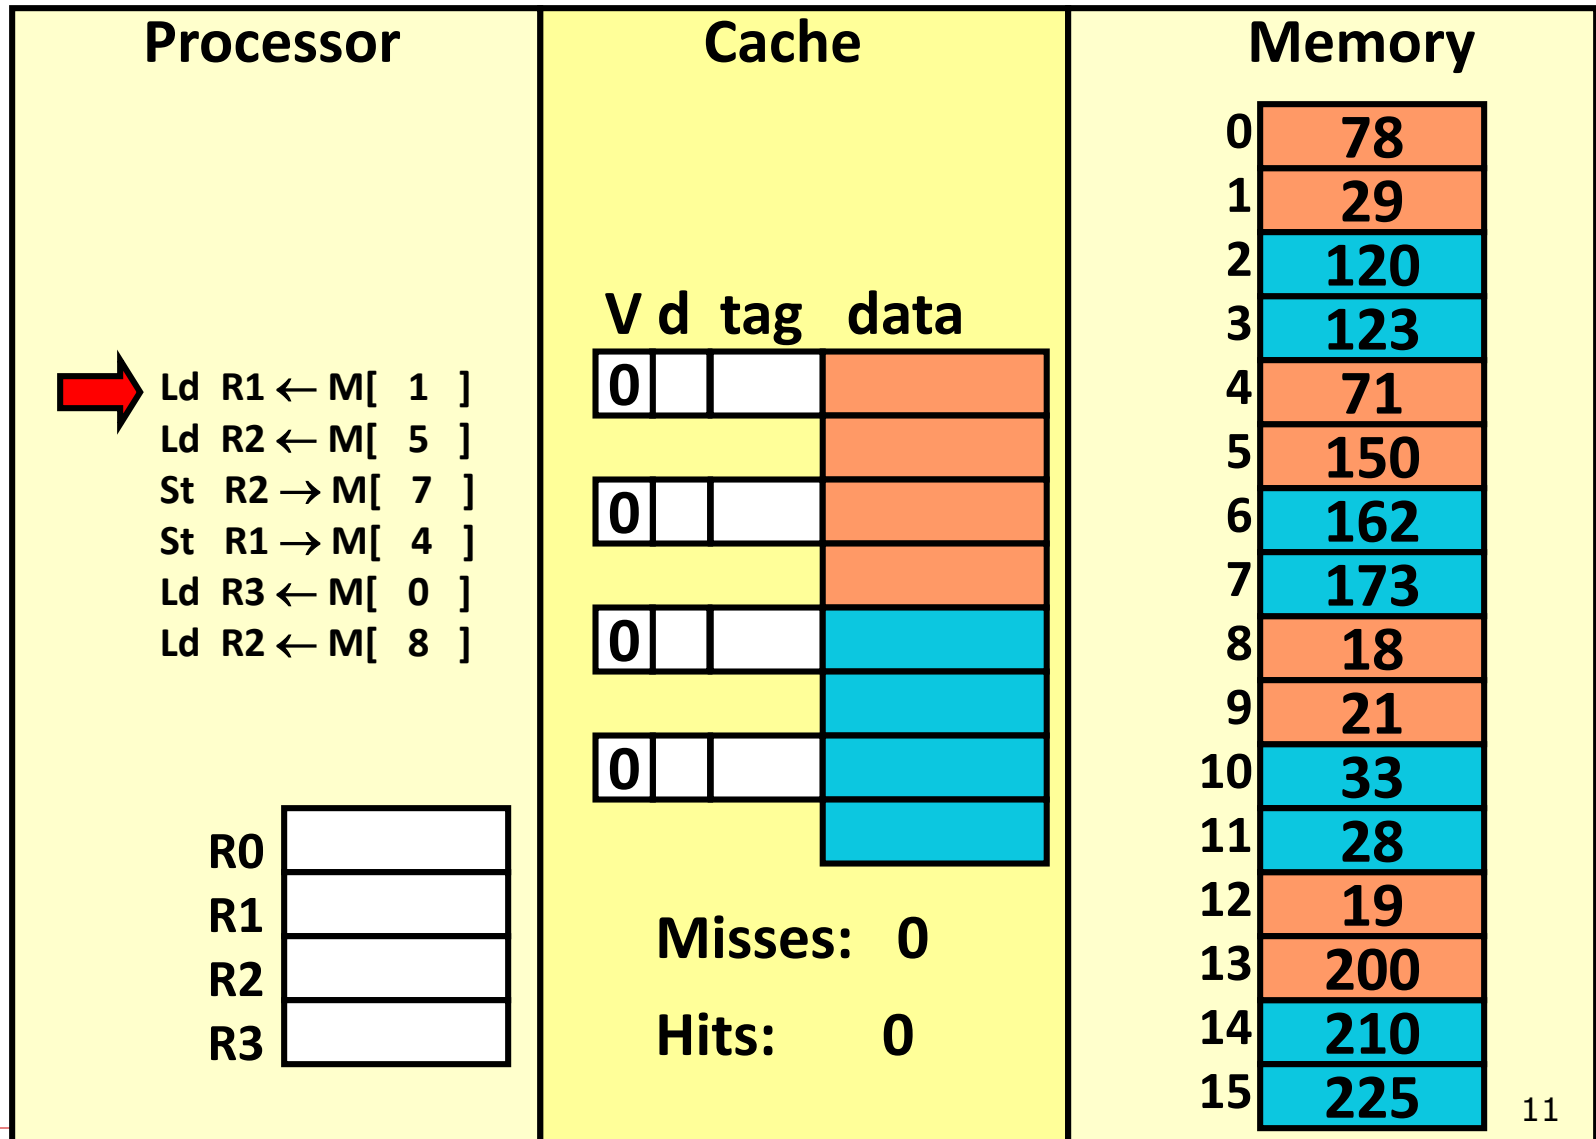 Processor
Ld R1 ← M[ 1 ]
Ld R2 ← M[ 5 ]
St R2 → M[ 7 ]
St R1 → M[ 4 ]
Ld R3 ← M[ 0 ]
Ld R2 ← M[ 8 ]
R0
R1
R2
R3
Cache
V d tag data
0
0
0
0
Misses: 0
Hits: 0
Memory
0 78
1 29
2 120
3 123
4 71
5 150
6 162
7 173
8 18
9 21
10 33
11 28
12 19
13 200
14 210
15 225
11